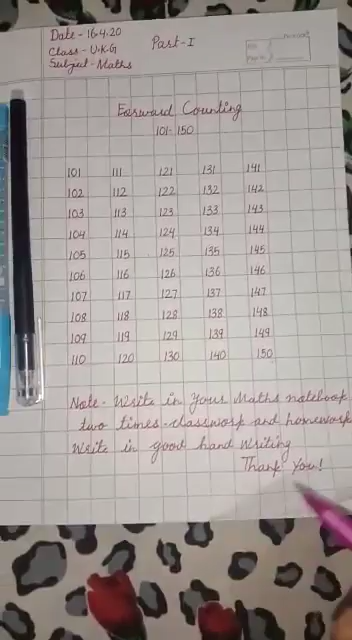 Date - 16.4.20
Class - U.K.G
Subject - Maths
Part - I
Forward Counting
101-150
101 111 121 131 141
102 112 122 132 142
103 113 123 133 143
104 114 124 134 144
105 115 125 135 145
106 116 126 136 146
107 117 127 137 147
108 118 128 138 148
109 119 129 139 149
110 120 130 140 150
Note - Write in your Maths notebook
two times - classwork and homework
Write in good hand writing
Thank you!